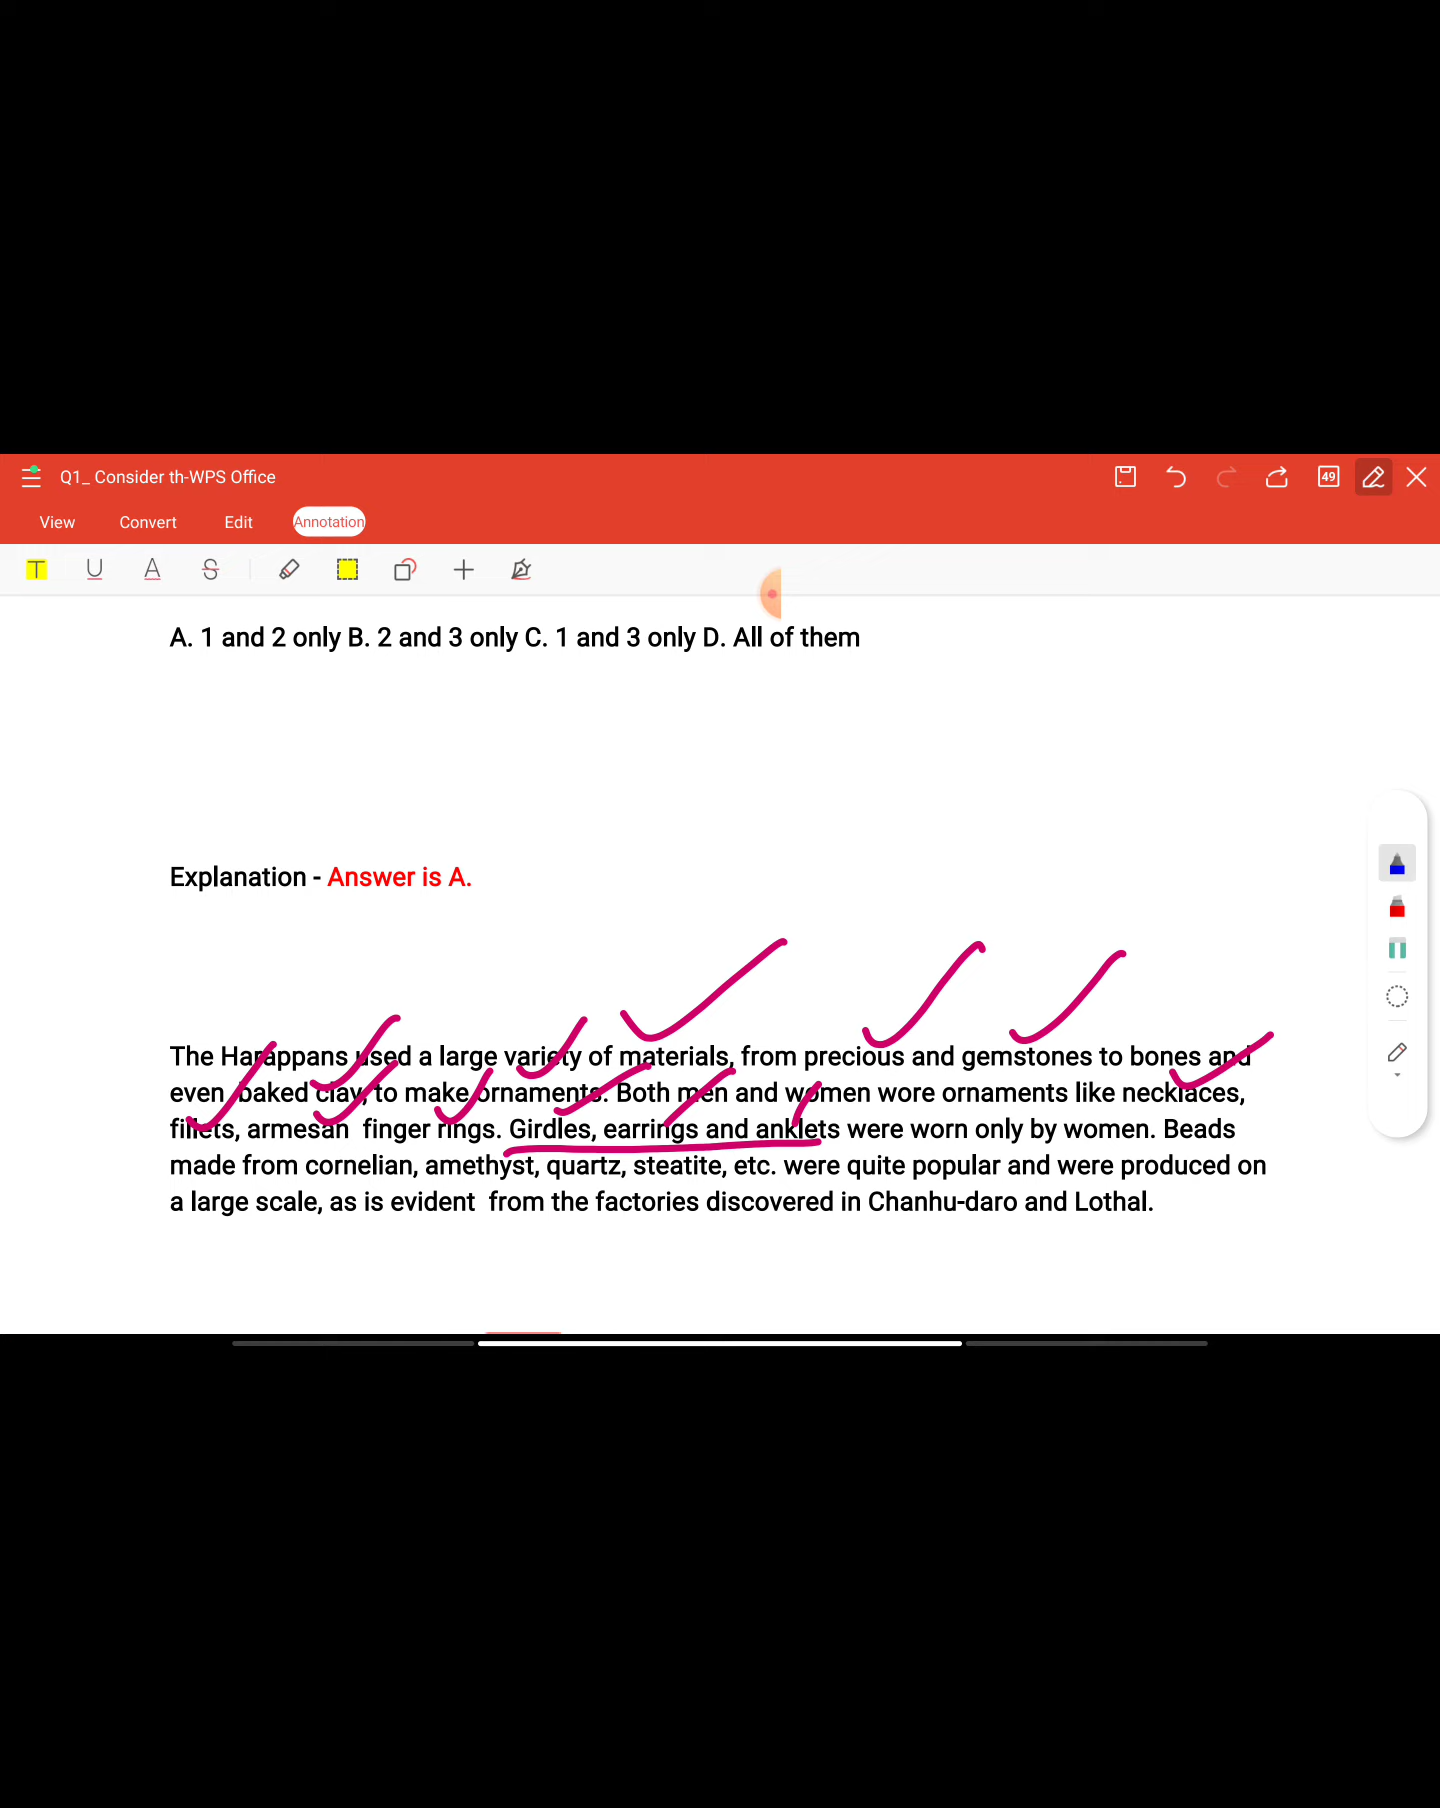 Q1_ Consider th-WPS Office
49
View Convert Edit Annotation
T U A S
A. 1 and 2 only B. 2 and 3 only C. 1 and 3 only D. All of them
Explanation - Answer is A.
The Harappans used a large variety of materials, from precious and gemstones to bones and
even baked clay, to make ornaments. Both men and women wore ornaments like necklaces,
fillets, armesan finger rings. Girdles, earrings and anklets were worn only by women. Beads
made from cornelian, amethyst, quartz, steatite, etc. were quite popular and were produced on
a large scale, as is evident from the factories discovered in Chanhu-daro and Lothal.